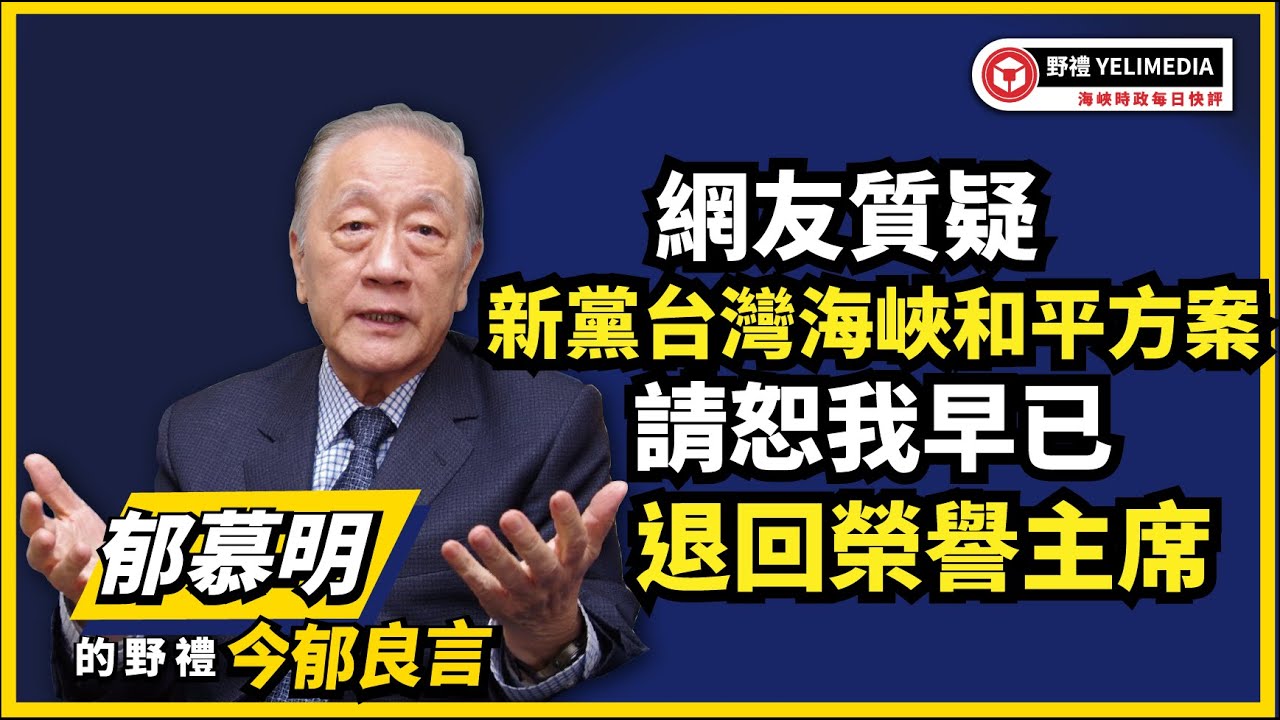 野禮 YELIMEDIA
海峽時政每日快評
網友質疑
新黨台灣海峽和平方案
請恕我早已
退回榮譽主席
郁慕明
的野禮 今郁良言